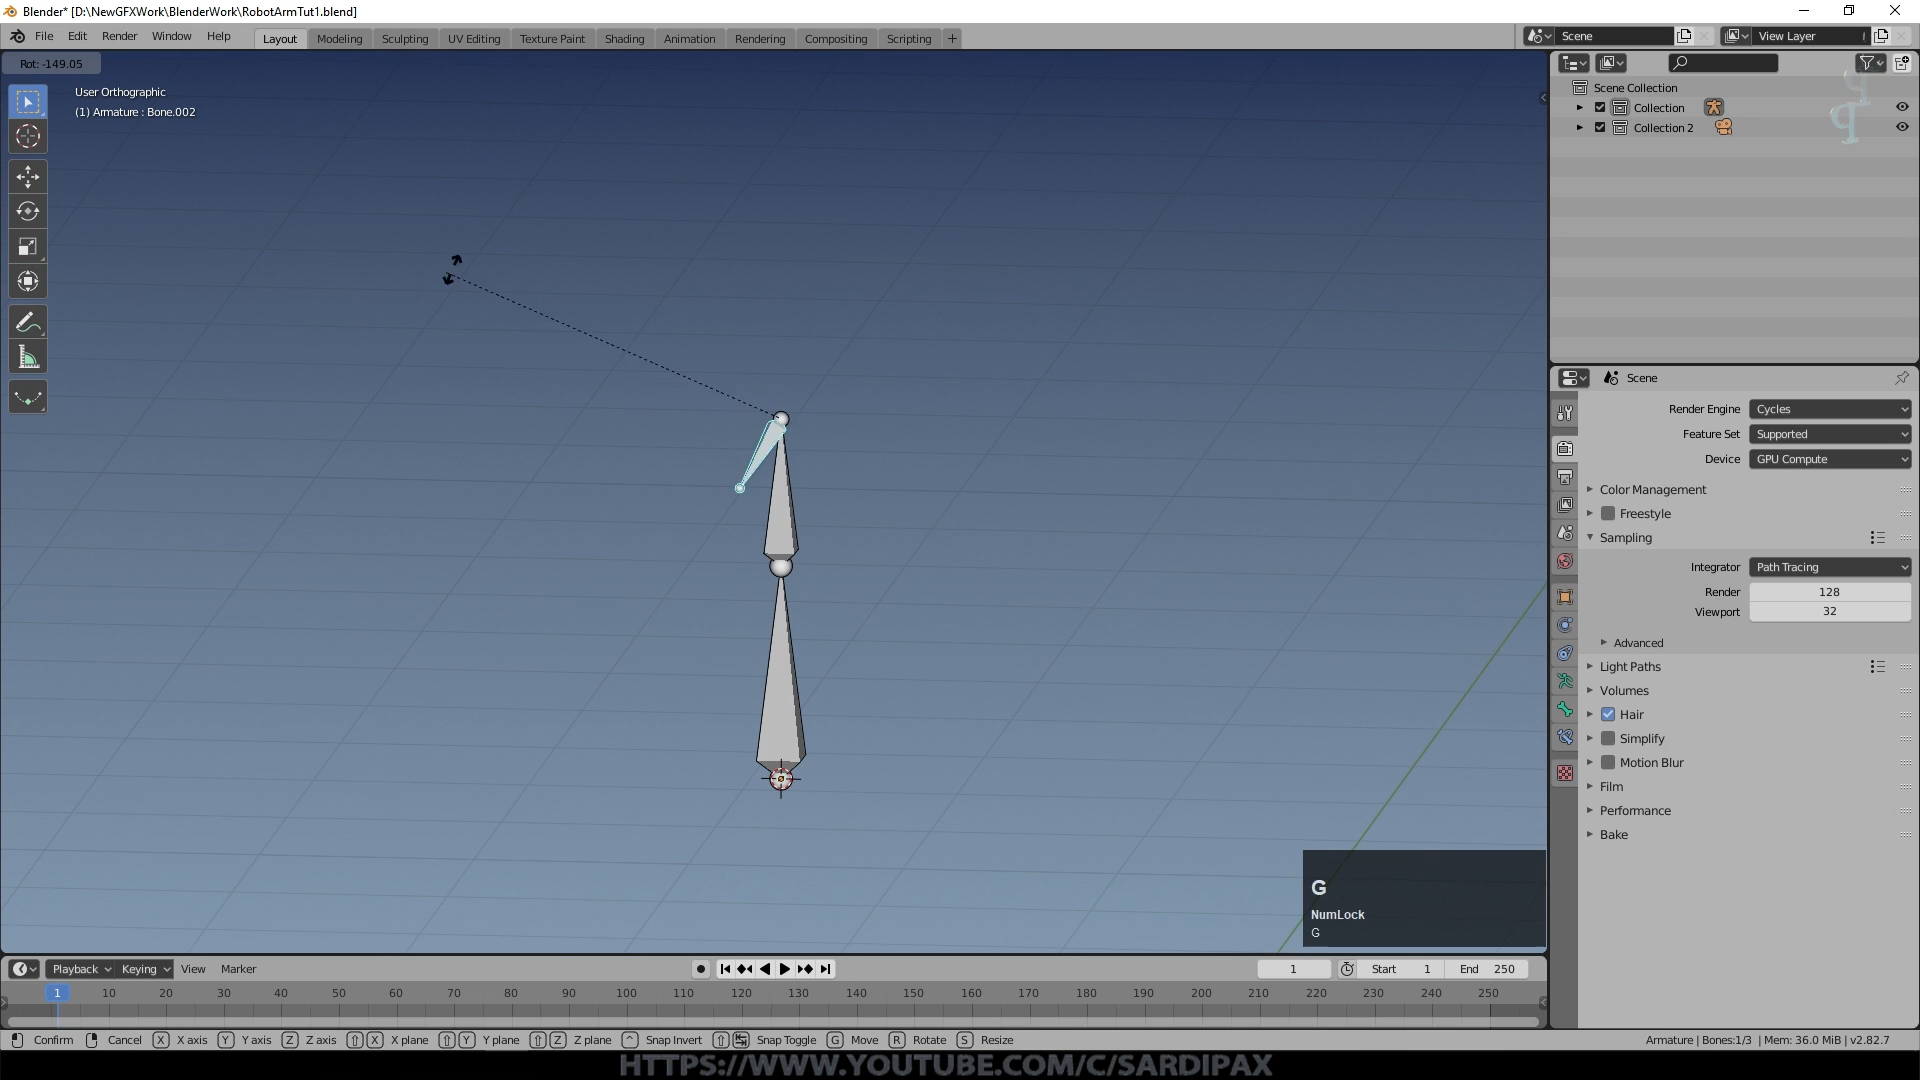 Blender* [D:\NewGFXWork\BlenderWork\RobotArmTut1.blend]
File Edit Render Window Help Layout Modeling Sculpting UV Editing Texture Paint Shading Animation Rendering Compositing Scripting + Scene View Layer
Rot: -149.05
User Orthographic
(1) Armature : Bone.002
Scene Collection
Collection
Collection 2
Scene
Render Engine Cycles
Feature Set Supported
Device GPU Compute
Color Management
Freestyle
Sampling
Integrator Path Tracing
Render 128
Viewport 32
Advanced
Light Paths
Volumes
Hair
Simplify
Motion Blur
Film
Performance
Bake
G
NumLock
G
Playback Keying View Marker 1 Start 1 End 250
1 10 20 30 40 50 60 70 80 90 100 110 120 130 140 150 160 170 180 190 200 210 220 230 240 250
Confirm Cancel X X axis Y Y axis Z Z axis X X plane Y Y plane Z Z plane ^ Snap Invert Snap Toggle G Move R Rotate S Resize Armature | Bones:1/3 | Mem: 36.0 MiB | v2.82.7
HTTPS://WWW.YOUTUBE.COM/C/SARDIPAX